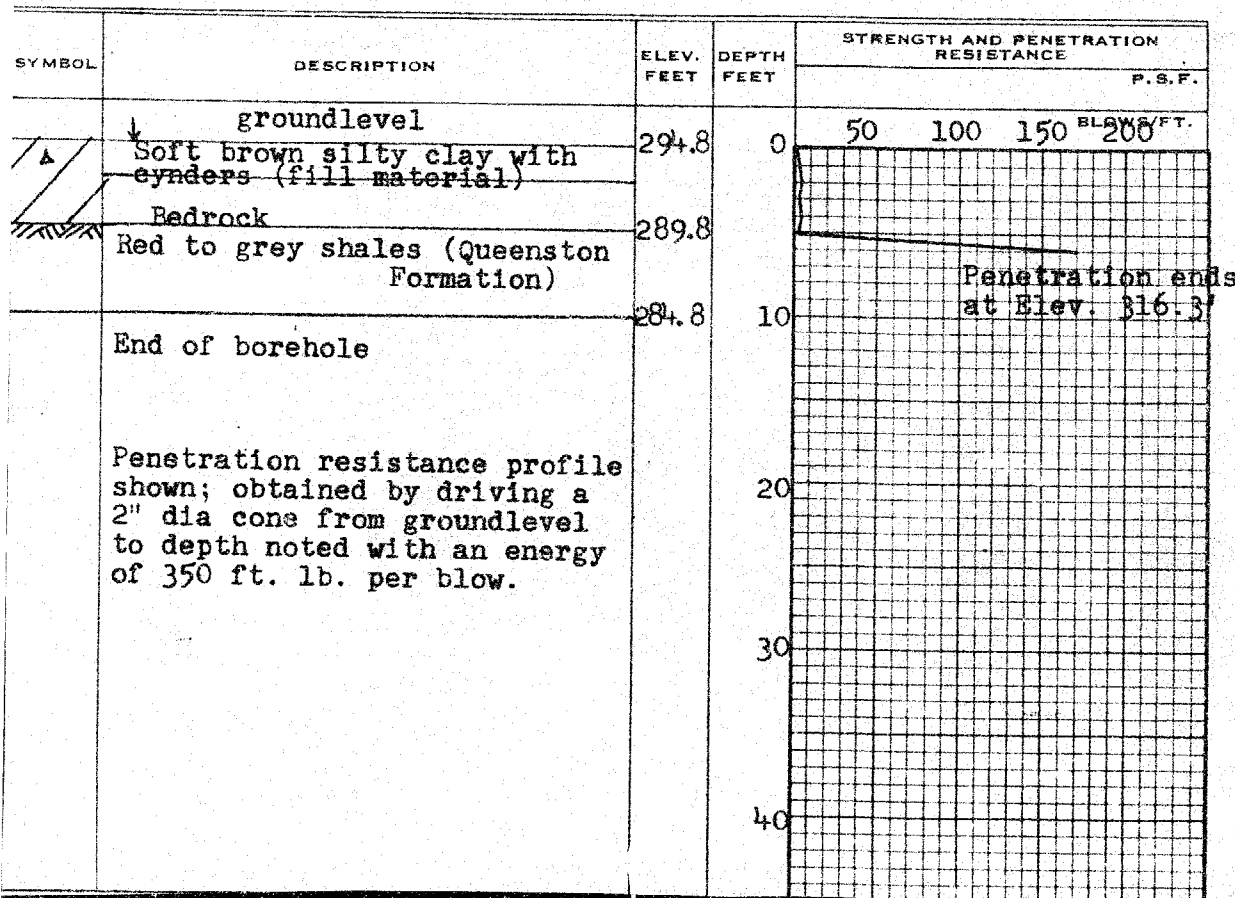 SYMBOL DESCRIPTION ELEV. FEET DEPTH FEET STRENGTH AND PENETRATION RESISTANCE
P.S.F.
BLOWS/FT.
50 100 150 200
groundlevel 294.8 0
A
Soft brown silty clay with
cynders (fill material)
Bedrock 289.8
Red to grey shales (Queenston
Formation)
Penetration ends
at Elev. 316.3'
284.8 10
End of borehole
Penetration resistance profile
shown; obtained by driving a
2" dia cone from groundlevel
to depth noted with an energy
of 350 ft. lb. per blow.
20
30
40